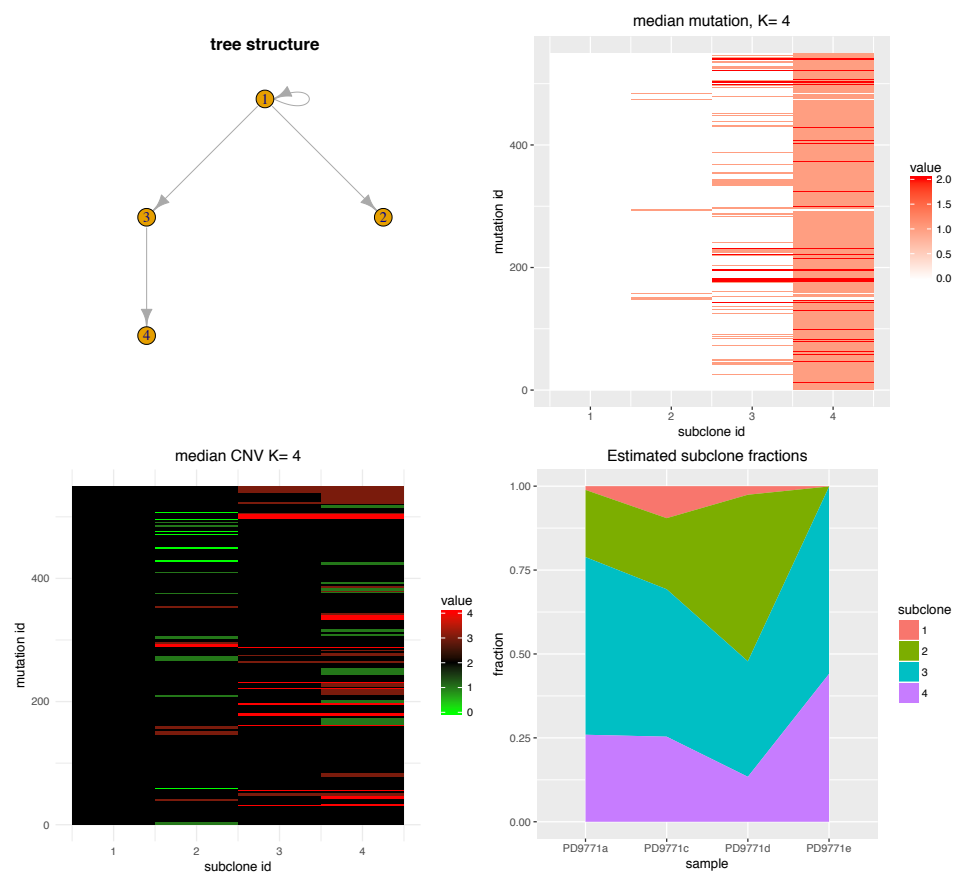 tree structure
1
3
2
4
median mutation, K= 4
mutation id
400
200
0
1
2
3
4
subclone id
value
2.0
1.5
1.0
0.5
0.0
median CNV K= 4
mutation id
400
200
0
1
2
3
4
subclone id
value
4
3
2
1
0
Estimated subclone fractions
fraction
1.00
0.75
0.50
0.25
0.00
PD9771a
PD9771c
PD9771d
PD9771e
sample
subclone
1
2
3
4